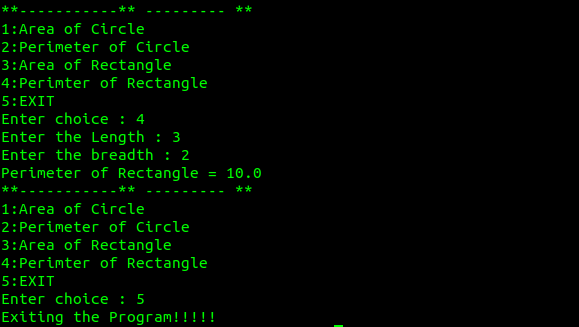 **-----------** --------- **
1:Area of Circle
2:Perimeter of Circle
3:Area of Rectangle
4:Perimter of Rectangle
5:EXIT
Enter choice : 4
Enter the Length : 3
Enter the breadth : 2
Perimeter of Rectangle = 10.0
**-----------** --------- **
1:Area of Circle
2:Perimeter of Circle
3:Area of Rectangle
4:Perimter of Rectangle
5:EXIT
Enter choice : 5
Exiting the Program!!!!!